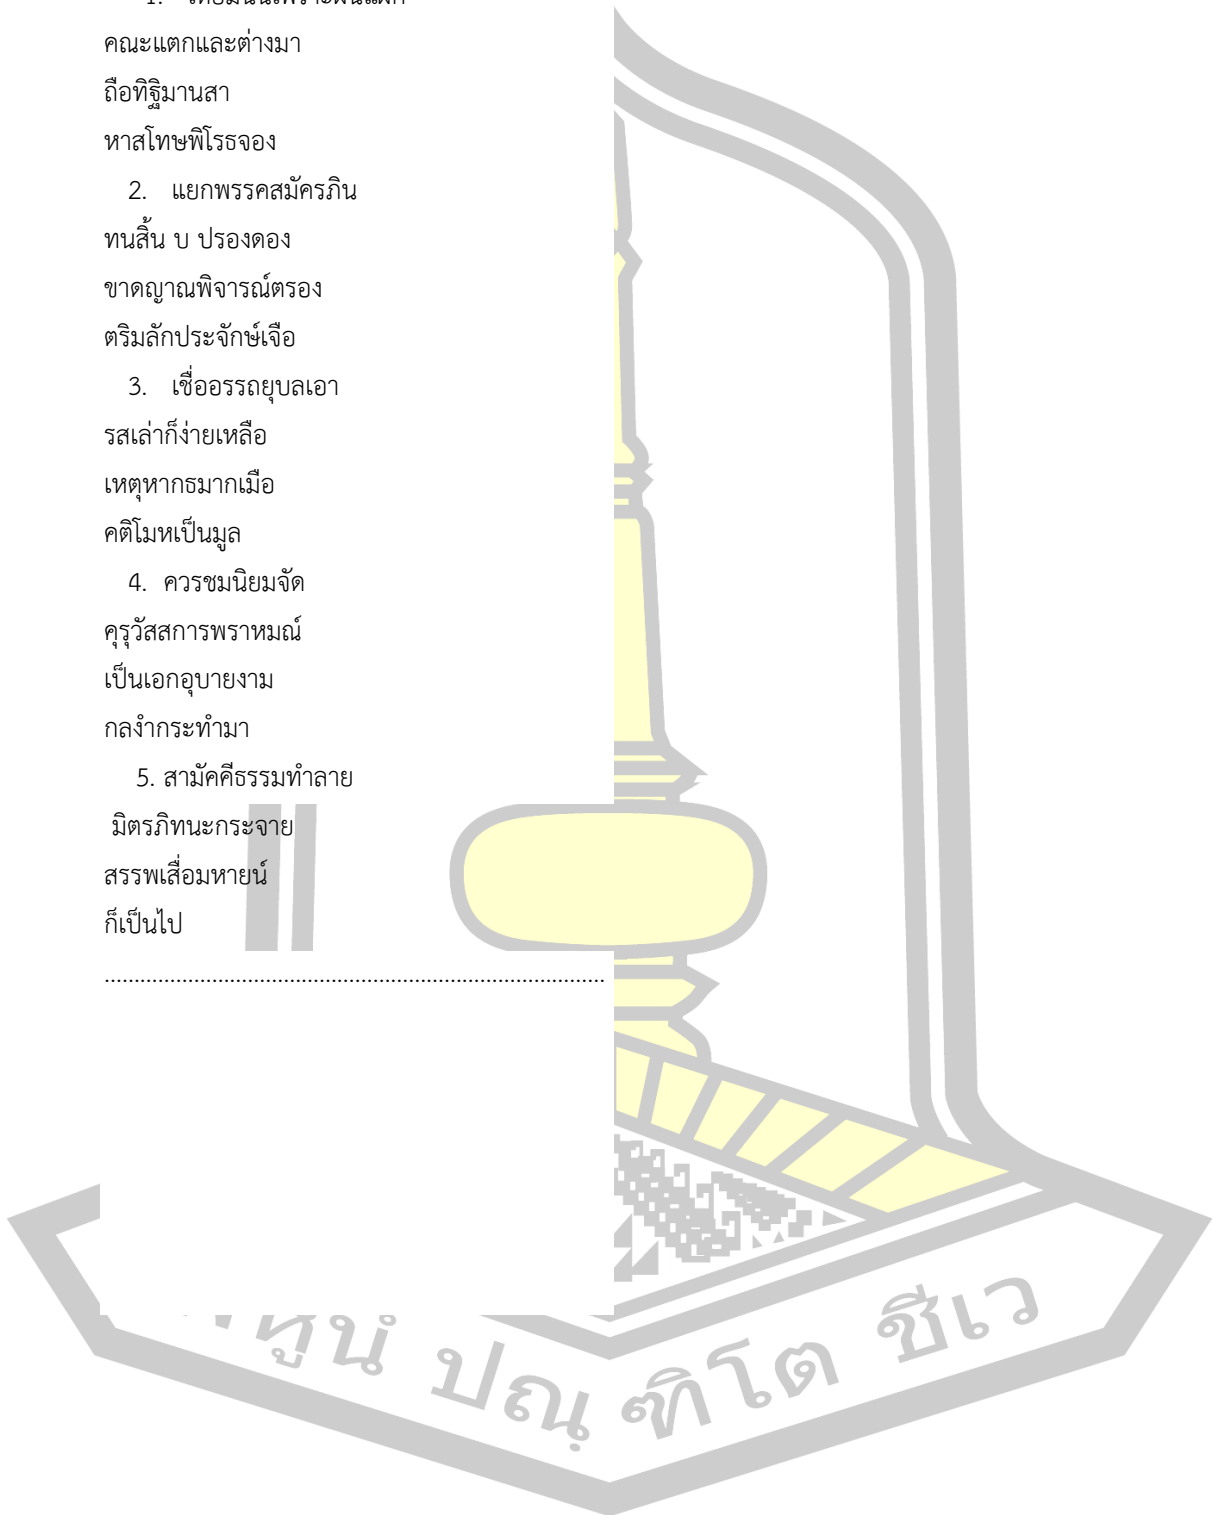 คณะแตกและต่างมา
ถือทิฐิมานสา
หาสโทษพิโรธจอง
2. แยกพรรคสมัครภิน
ทนสิ้น บ ปรองดอง
ขาดญาณพิจารณ์ตรอง
ตริมลักประจักษ์เจือ
3. เชื่ออรรถยุบลเอา
รสเล่าก็ง่ายเหลือ
เหตุหากธมากเมือ
คติโมหเป็นมูล
4. ควรชมนิยมจัด
คุรุวัสสการพราหมณ์
เป็นเอกอุบายงาม
กลงำกระทำมา
5. สามัคคีธรรมทำลาย
มิตรภิทนะกระจาย
สรรพเสื่อมหายน์
ก็เป็นไป
....................................................................................
ปณฺ ฑิโต ชีเว